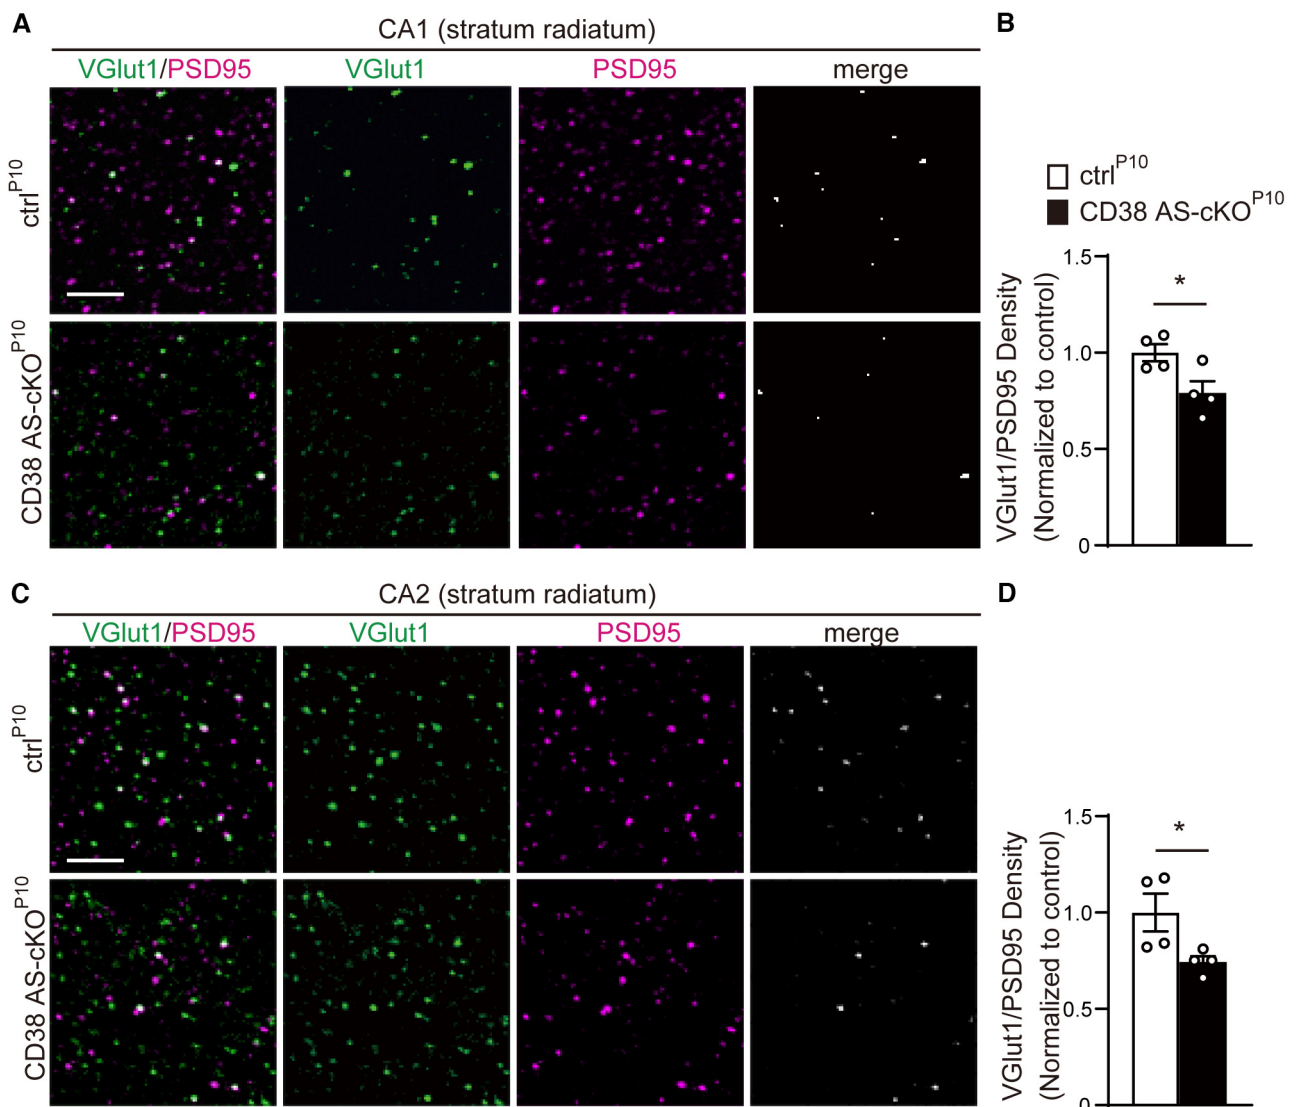 A
CA1 (stratum radiatum)
VGlut1/PSD95 VGlut1 PSD95 merge
ctrlP10
CD38 AS-cKOP10
B
ctrlP10
CD38 AS-cKOP10
VGlut1/PSD95 Density
(Normalized to control)
1.5
1.0
0.5
0
*
C
CA2 (stratum radiatum)
VGlut1/PSD95 VGlut1 PSD95 merge
ctrlP10
CD38 AS-cKOP10
D
VGlut1/PSD95 Density
(Normalized to control)
1.5
1.0
0.5
0
*